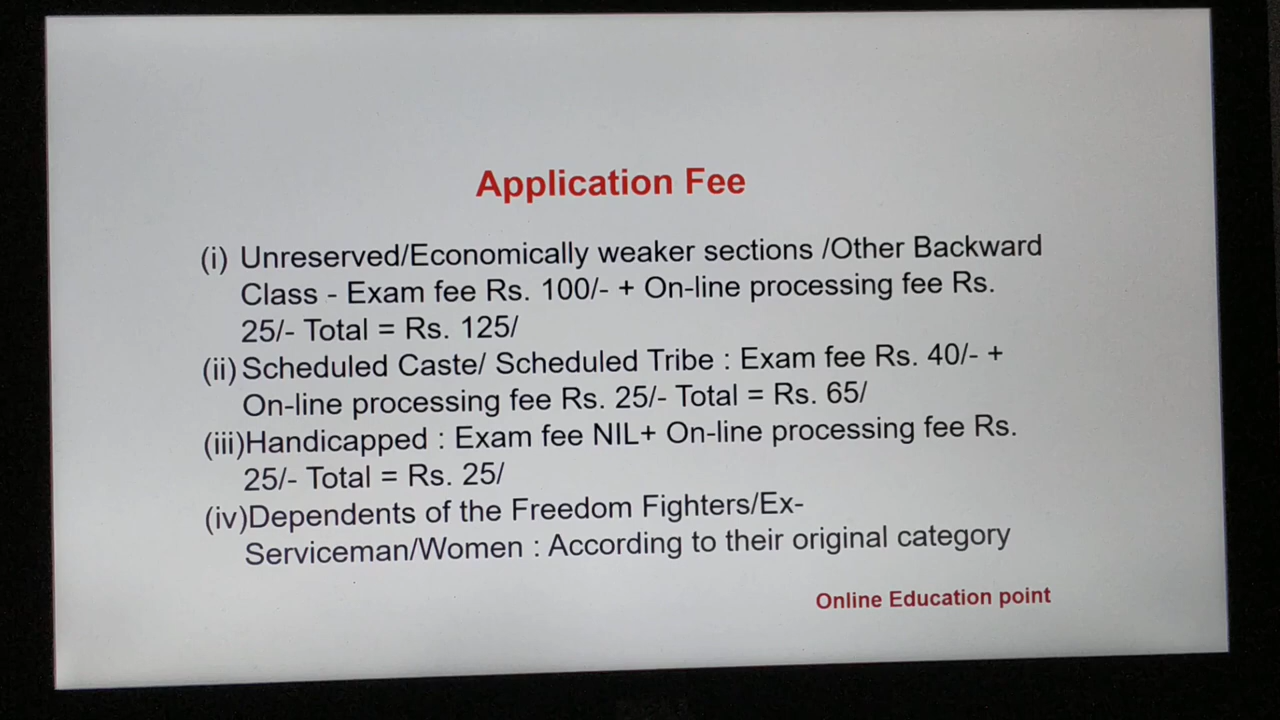 Application Fee
(i) Unreserved/Economically weaker sections /Other Backward
Class - Exam fee Rs. 100/- + On-line processing fee Rs.
25/- Total = Rs. 125/
(ii) Scheduled Caste/ Scheduled Tribe : Exam fee Rs. 40/- +
On-line processing fee Rs. 25/- Total = Rs. 65/
(iii)Handicapped : Exam fee NIL+ On-line processing fee Rs.
25/- Total = Rs. 25/
(iv)Dependents of the Freedom Fighters/Ex-
Serviceman/Women : According to their original category
Online Education point